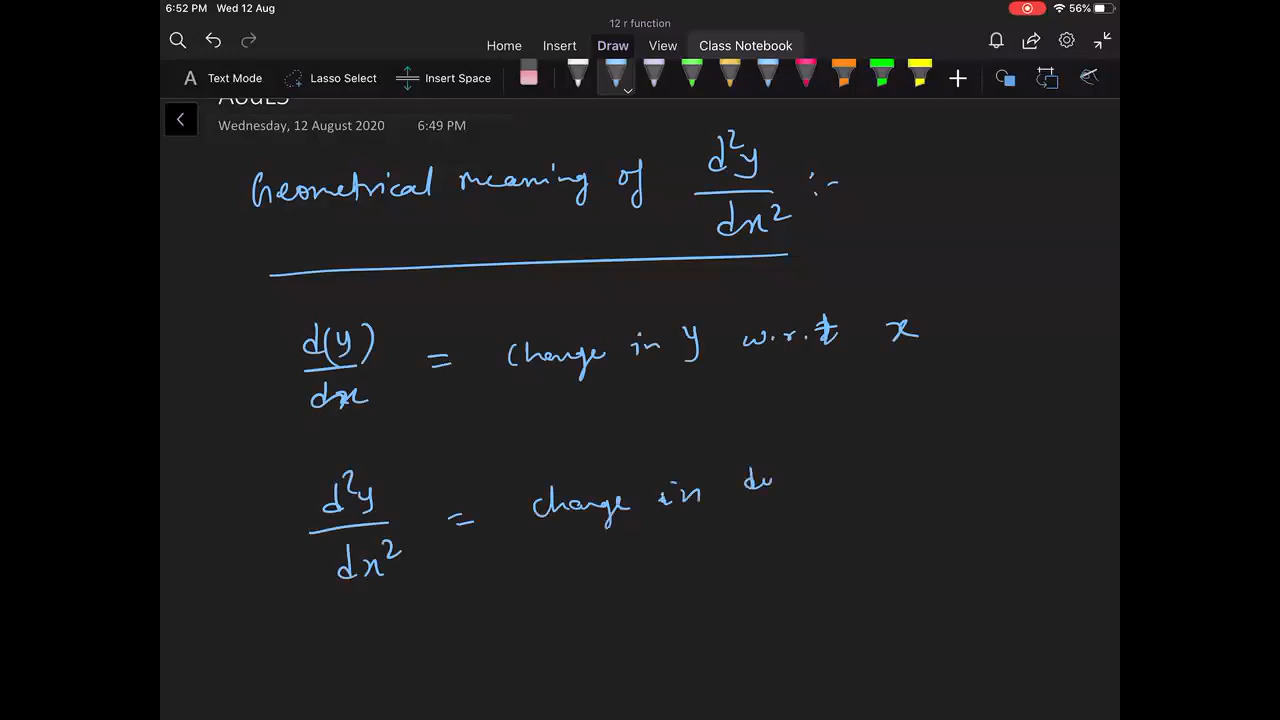 6:52 PM Wed 12 Aug 56%
12 r function
Home Insert Draw View Class Notebook
A Text Mode Lasso Select Insert Space
Wednesday, 12 August 2020 6:49 PM
Geometrical meaning of d²y/dx² :-
d(y)/dx = change in y w.r.t x
d²y/dx² = change in